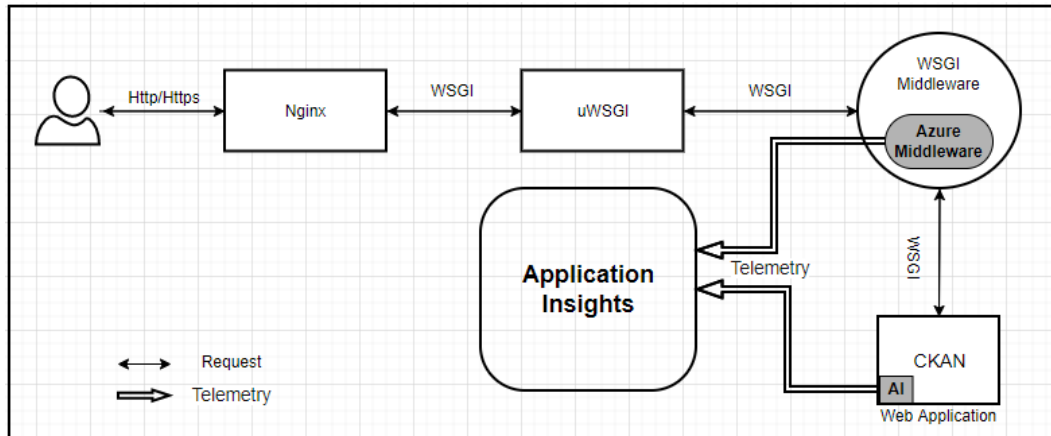 Http/Https
Nginx
WSGI
uWSGI
WSGI
WSGI
Middleware
Azure
Middleware
WSGI
Application
Insights
Telemetry
Request
Telemetry
CKAN
AI
Web Application